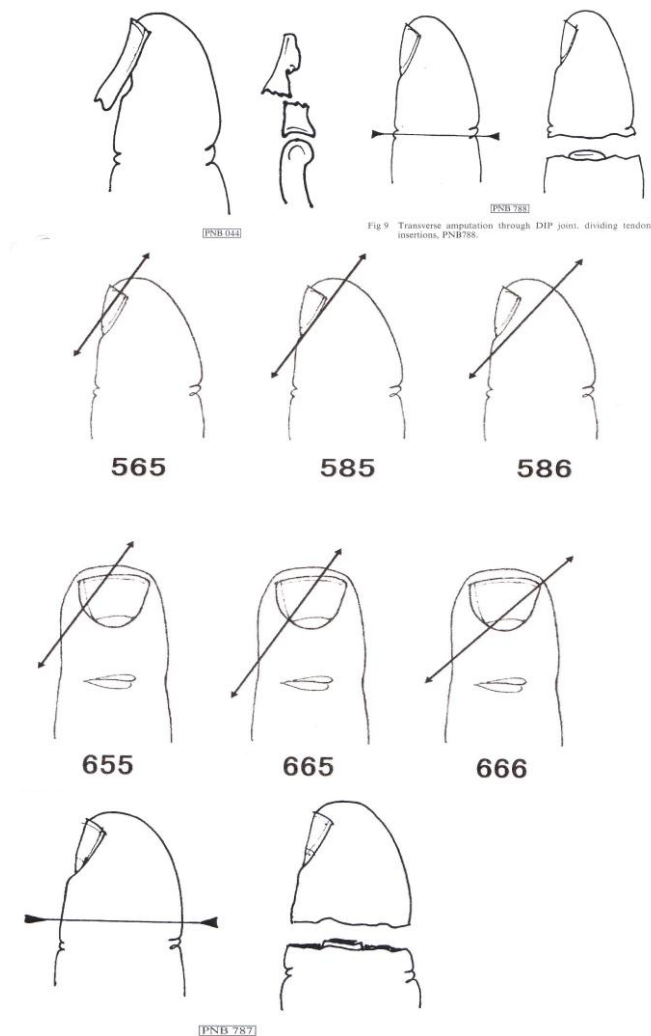 PNB 788
Fig 9 Transverse amputation through DIP joint, dividing tendon
insertions, PNB788.
PNB 044
565 585 586
655 665 666
PNB 787